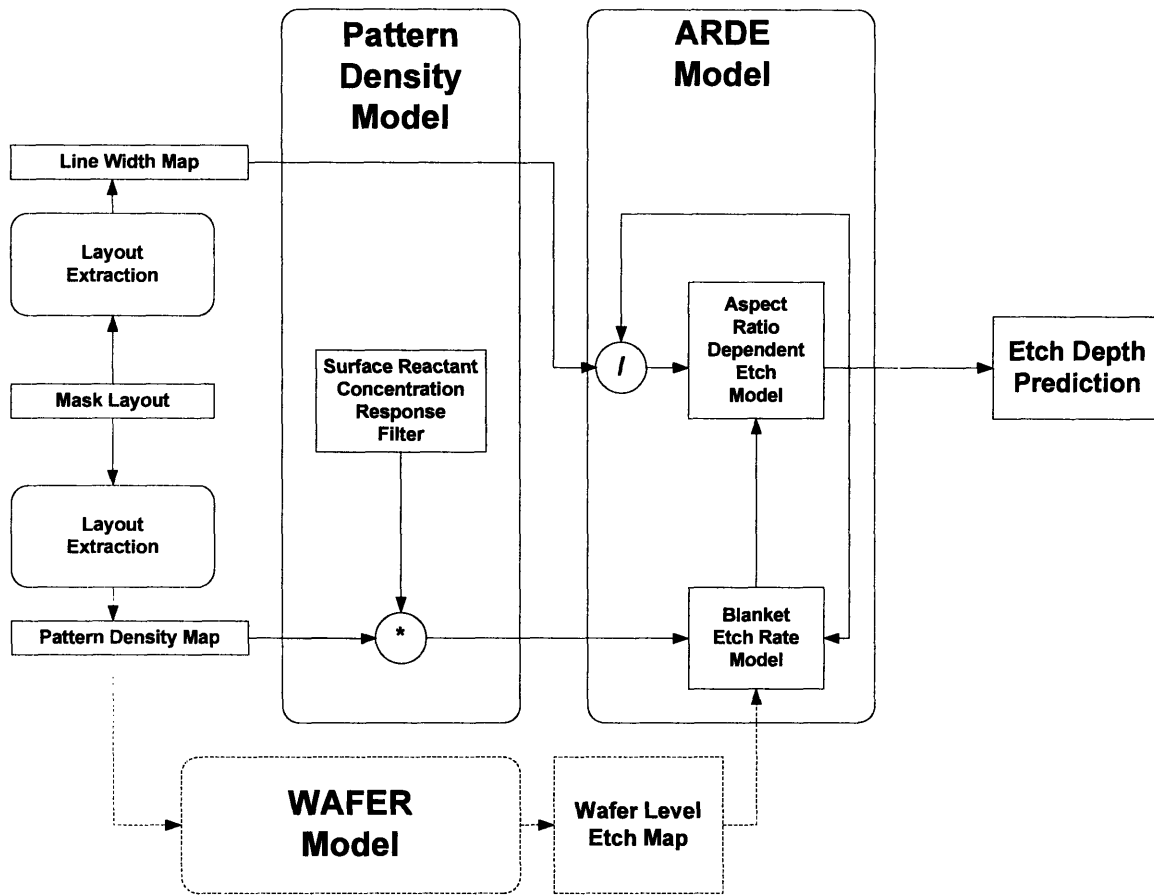 Pattern
Density
Model
ARDE
Model
Line Width Map
Layout
Extraction
Mask Layout
Layout
Extraction
Pattern Density Map
Surface Reactant
Concentration
Response
Filter
*
/
Aspect
Ratio
Dependent
Etch
Model
Blanket
Etch Rate
Model
Etch Depth
Prediction
WAFER
Model
Wafer Level
Etch Map